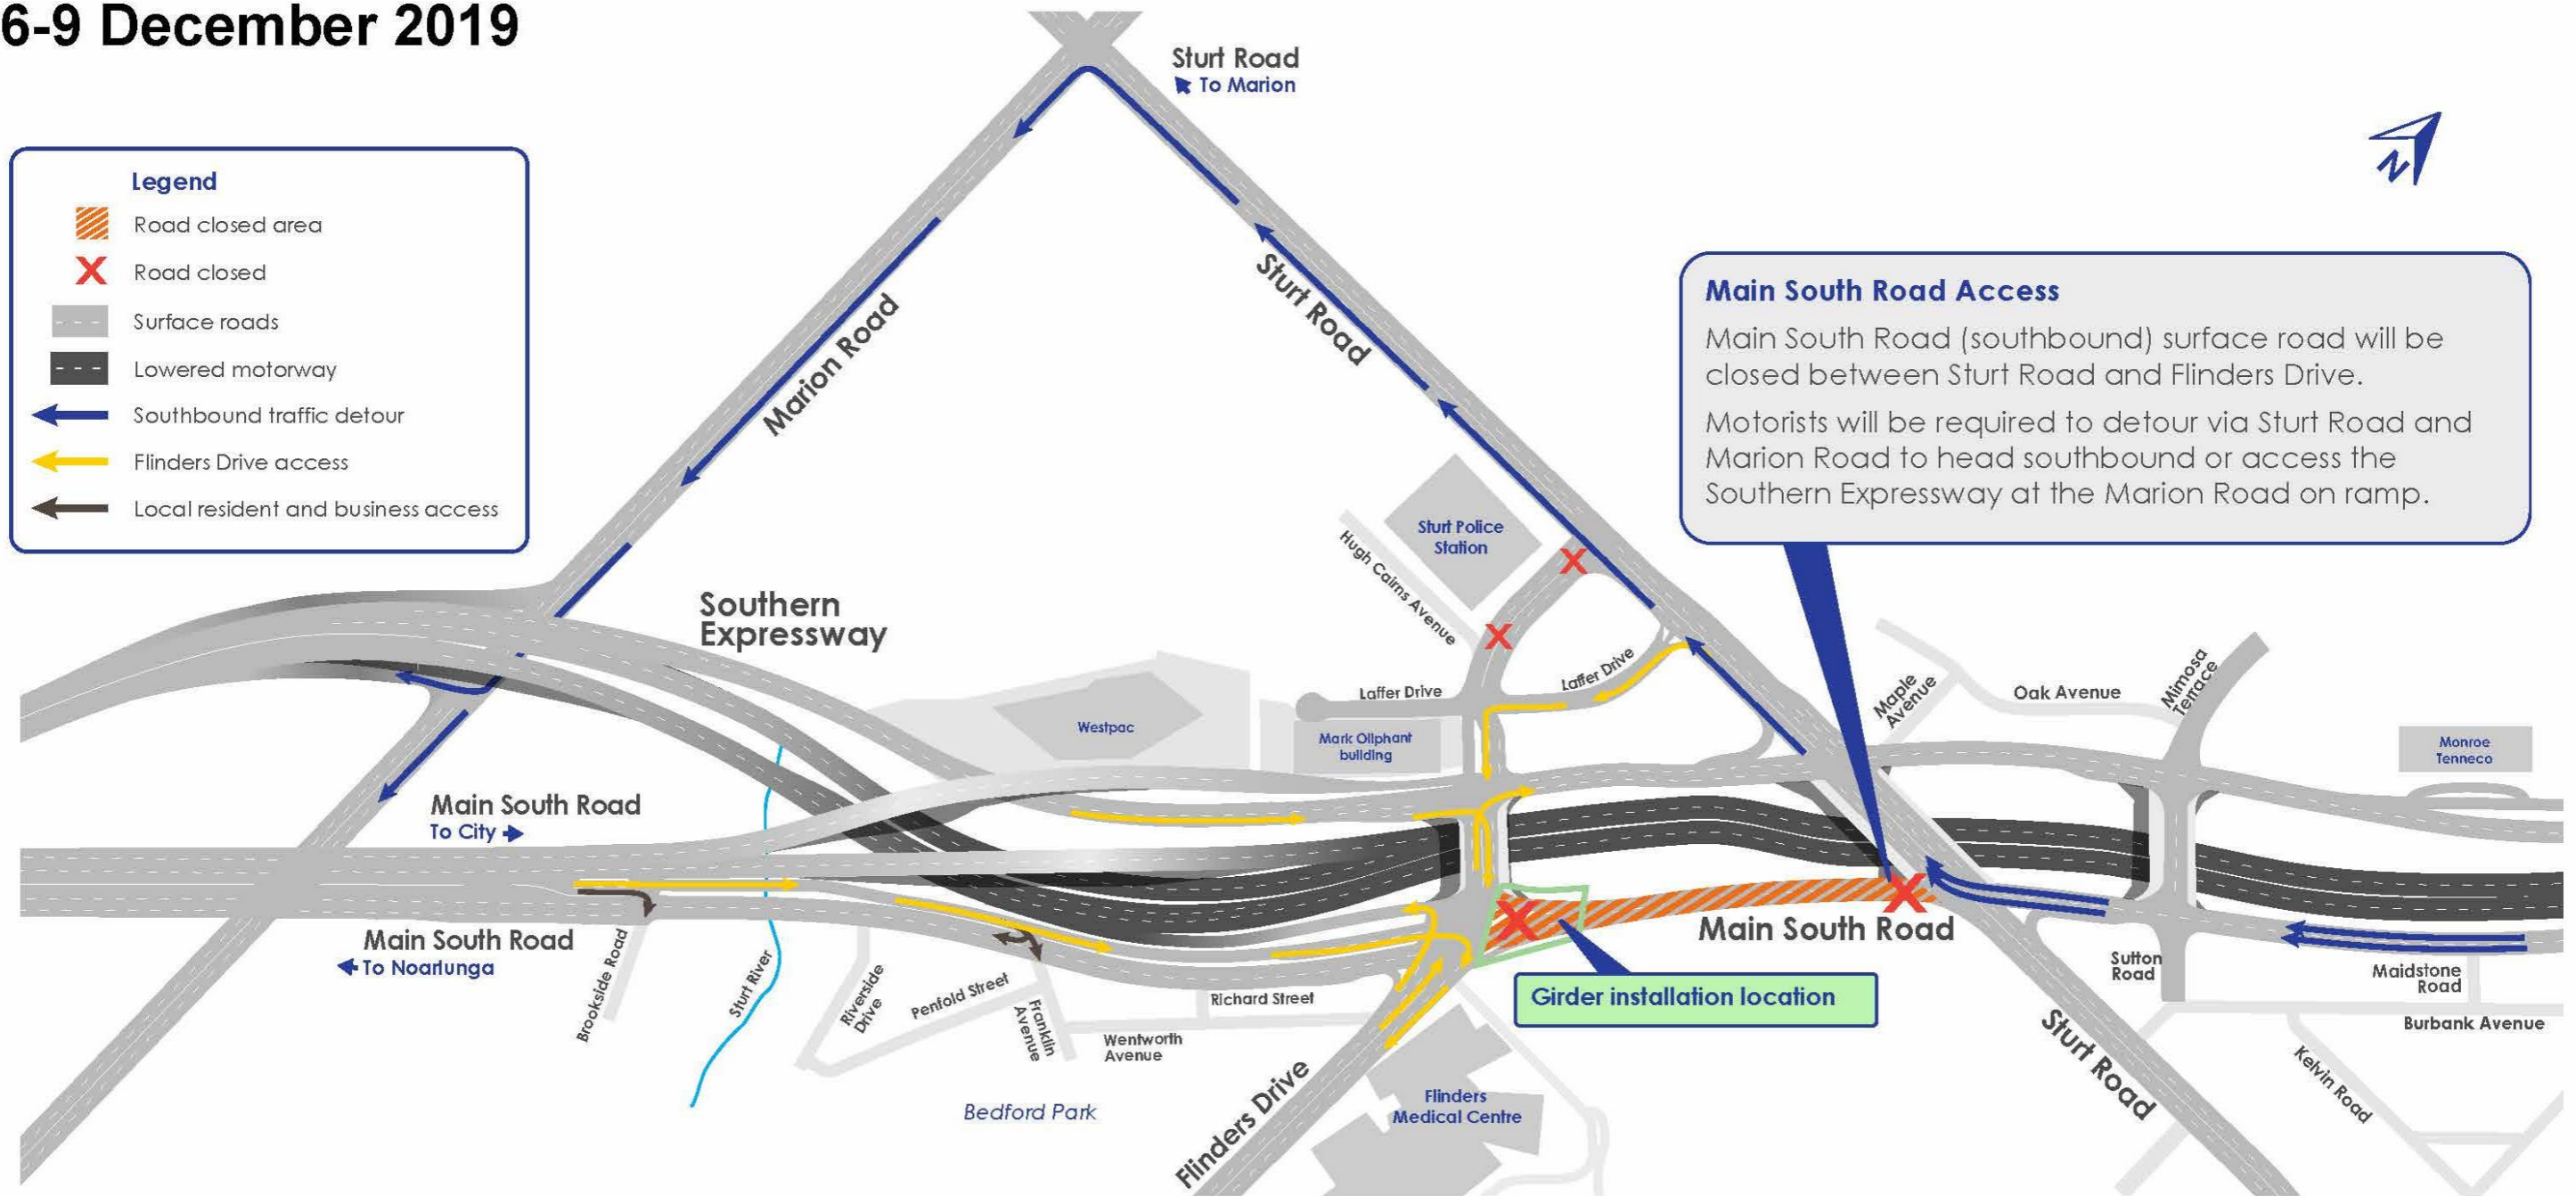 6-9 December 2019
Sturt Road
To Marion
N
Legend
Road closed area
Road closed
Surface roads
Lowered motorway
Southbound traffic detour
Flinders Drive access
Local resident and business access
Main South Road Access
Main South Road (southbound) surface road will be
closed between Sturt Road and Flinders Drive.
Motorists will be required to detour via Sturt Road and
Marion Road to head southbound or access the
Southern Expressway at the Marion Road on ramp.
Marion Road
Sturt Road
Sturt Police
Station
Hugh Cairns Avenue
Southern
Expressway
Laffer Drive
Laffer Drive
Maple
Avenue
Oak Avenue
Mimosa
Terrace
Westpac
Mark Oliphant
building
Monroe
Tenneco
Main South Road
To City
Main South Road
To Noarlunga
Main South Road
Girder installation location
Brookside Road
Sturt River
Riverside
Drive
Penfold Street
Franklin
Avenue
Richard Street
Wentworth
Avenue
Sutton
Road
Maidstone
Road
Burbank Avenue
Kelvin Road
Sturt Road
Bedford Park
Flinders Drive
Flinders
Medical Centre